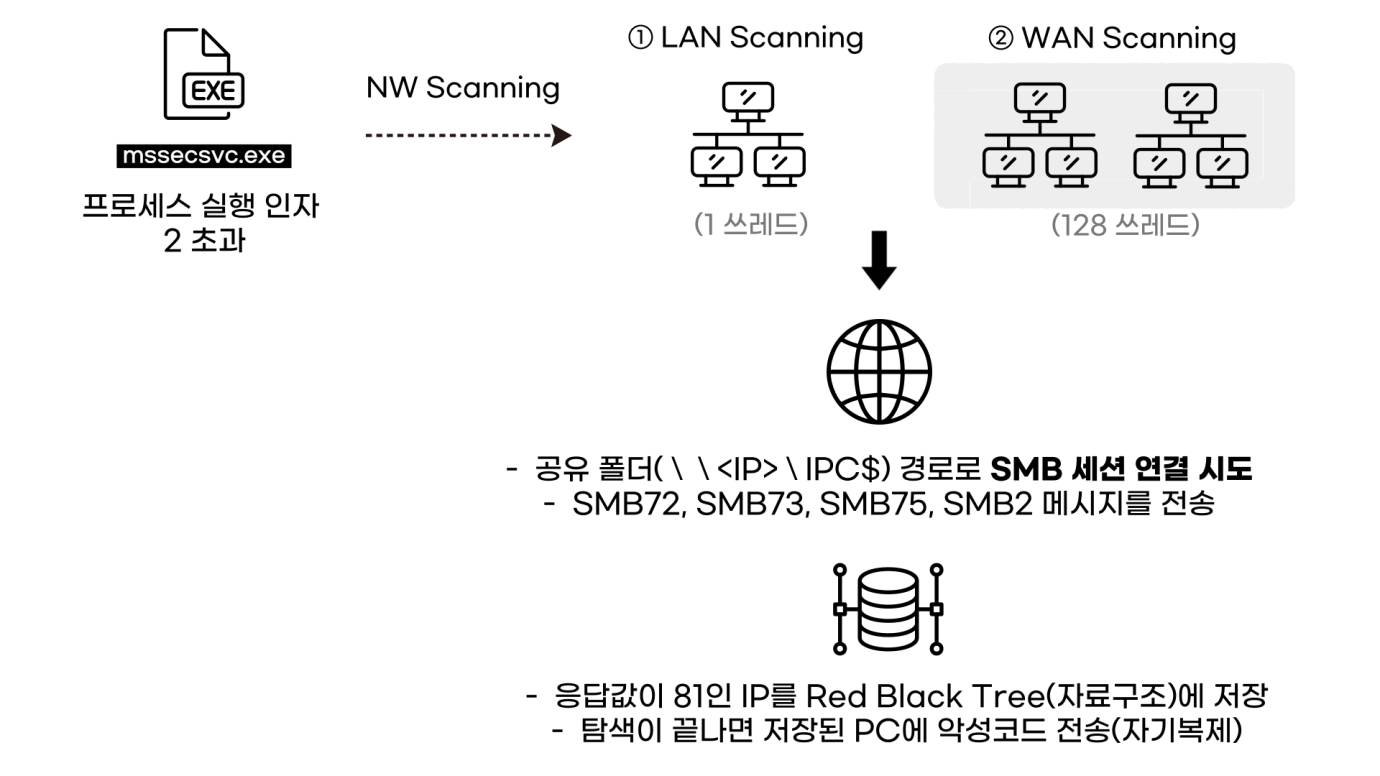 EXE
mssecsvc.exe
프로세스 실행 인자
2 초과
NW Scanning
① LAN Scanning
② WAN Scanning
(1 쓰레드)
(128 쓰레드)
- 공유 폴더( \ \ <IP> \ IPC$) 경로로 SMB 세션 연결 시도
- SMB72, SMB73, SMB75, SMB2 메시지를 전송
- 응답값이 81인 IP를 Red Black Tree(자료구조)에 저장
- 탐색이 끝나면 저장된 PC에 악성코드 전송(자기복제)